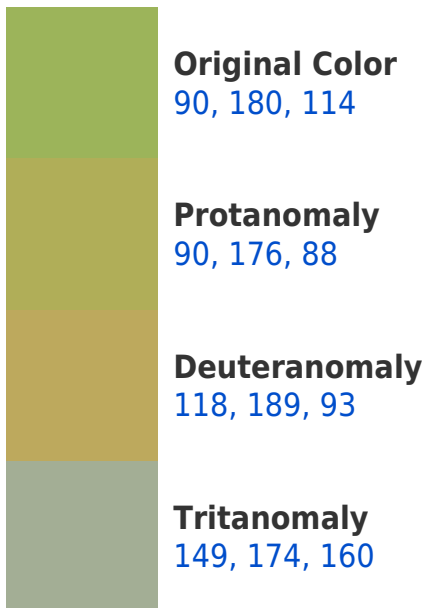 Original Color
90, 180, 114
Protanomaly
90, 176, 88
Deuteranomaly
118, 189, 93
Tritanomaly
149, 174, 160